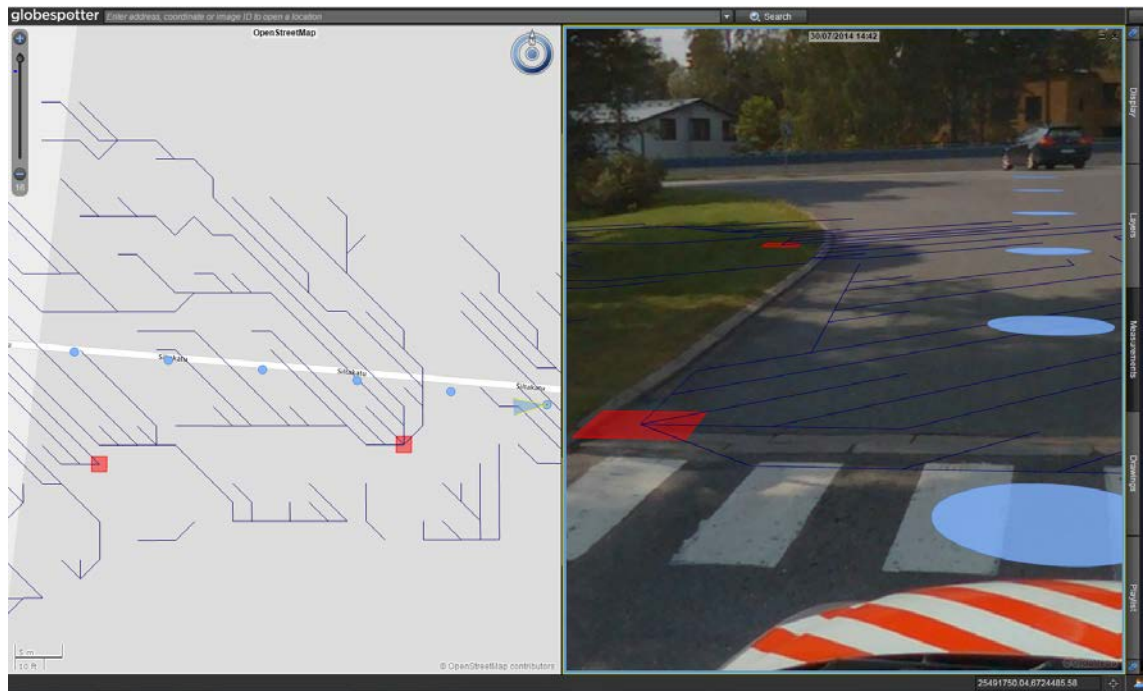 globespotter Enter address, coordinate or image ID to open a location Search
OpenStreetMap
30/07/2014 14:42
16
Siltakatu
Siltakatu
Siltakatu
Display
Layers
Measurements
Drawings
Playlist
5 m
10 ft
© OpenStreetMap contributors
25491750.04,6724485.58